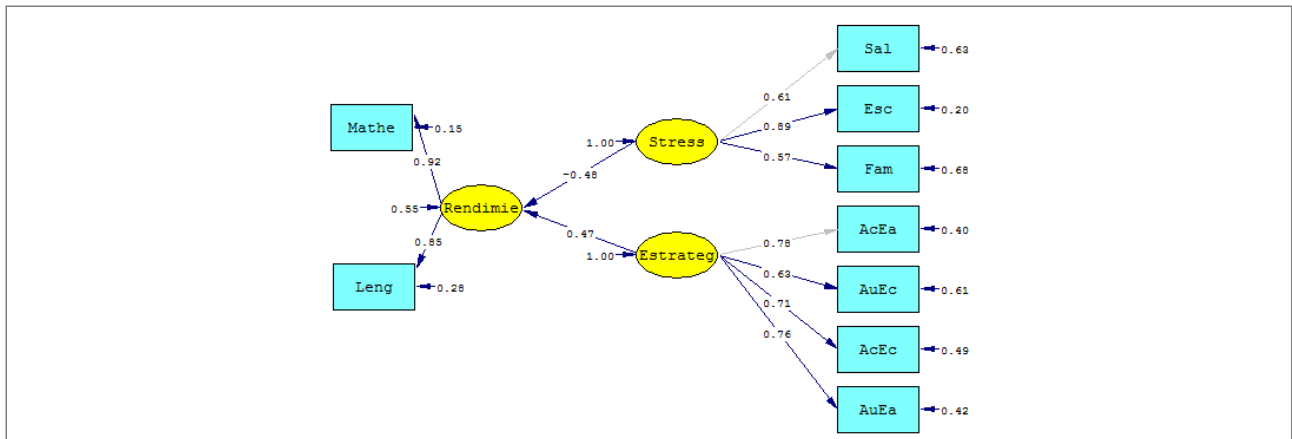 Sal
0.63
0.61
Esc
0.20
Mathe
0.15
0.89
1.00
Stress
0.92
0.57
Fam
0.68
-0.48
0.55
Rendimie
AcEa
0.40
0.47
0.78
0.85
1.00
Estrateg
0.63
Leng
0.28
AuEc
0.61
0.71
0.76
AcEc
0.49
AuEa
0.42